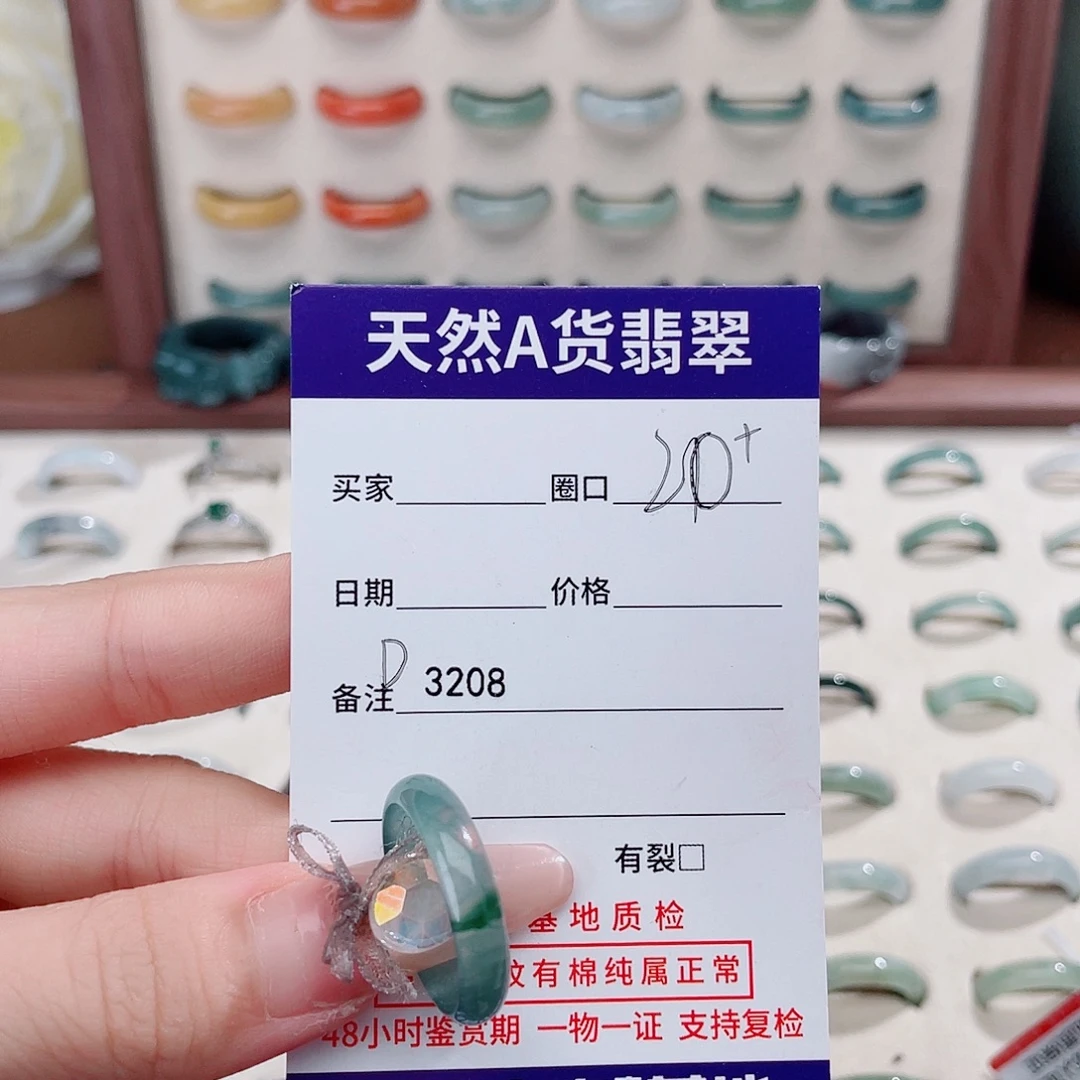 天然A货翡翠
买家 圈口 20+
日期 价格
备注 D 3208
有裂□
基地质检
纹有棉纯属正常
48小时鉴赏期 一物一证 支持复检